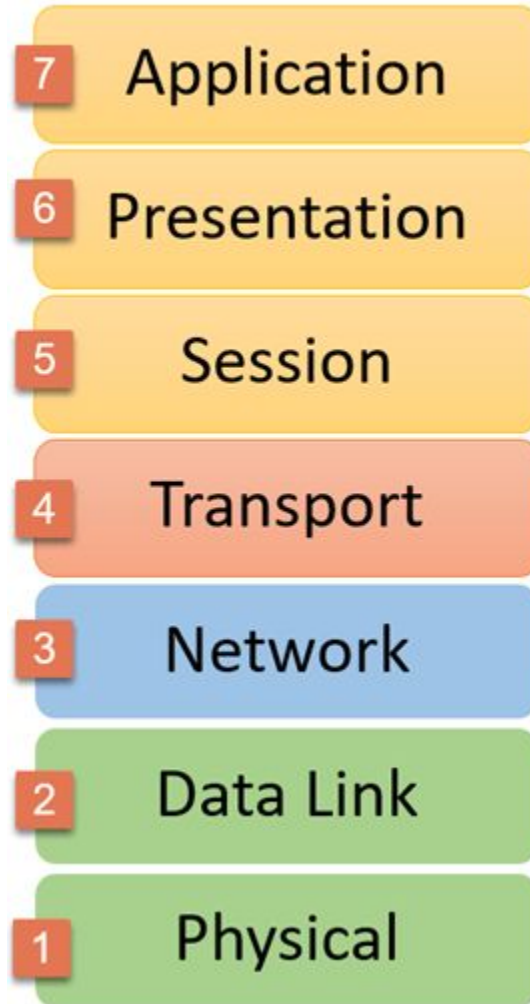 7 Application
6 Presentation
5 Session
4 Transport
3 Network
2 Data Link
1 Physical